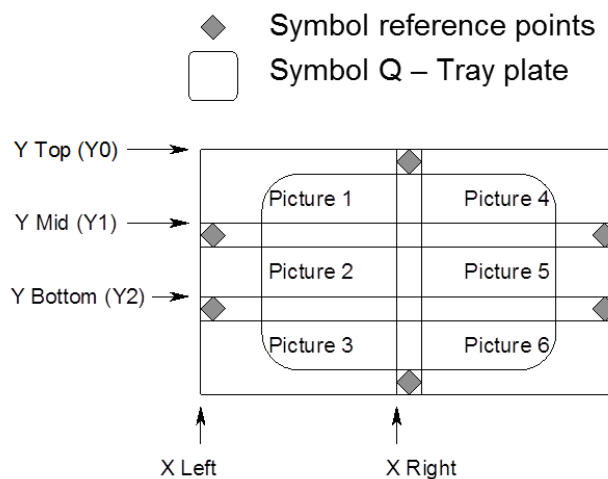 Symbol reference points
Symbol Q – Tray plate
Y Top (Y0)
Picture 1
Picture 4
Y Mid (Y1)
Picture 2
Picture 5
Y Bottom (Y2)
Picture 3
Picture 6
X Left
X Right